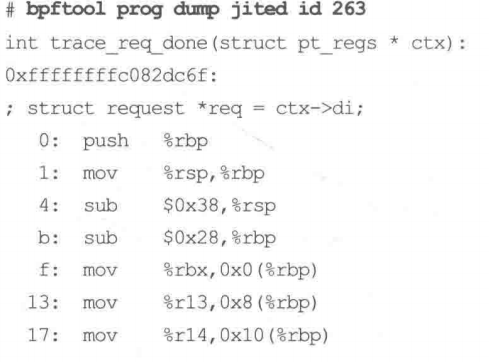 # bpftool prog dump jited id 263
int trace_req_done(struct pt_regs * ctx):
0xffffffffc082dc6f:
; struct request *req = ctx->di;
0: push %rbp
1: mov %rsp,%rbp
4: sub $0x38,%rsp
b: sub $0x28,%rbp
f: mov %rbx,0x0(%rbp)
13: mov %r13,0x8(%rbp)
17: mov %r14,0x10(%rbp)